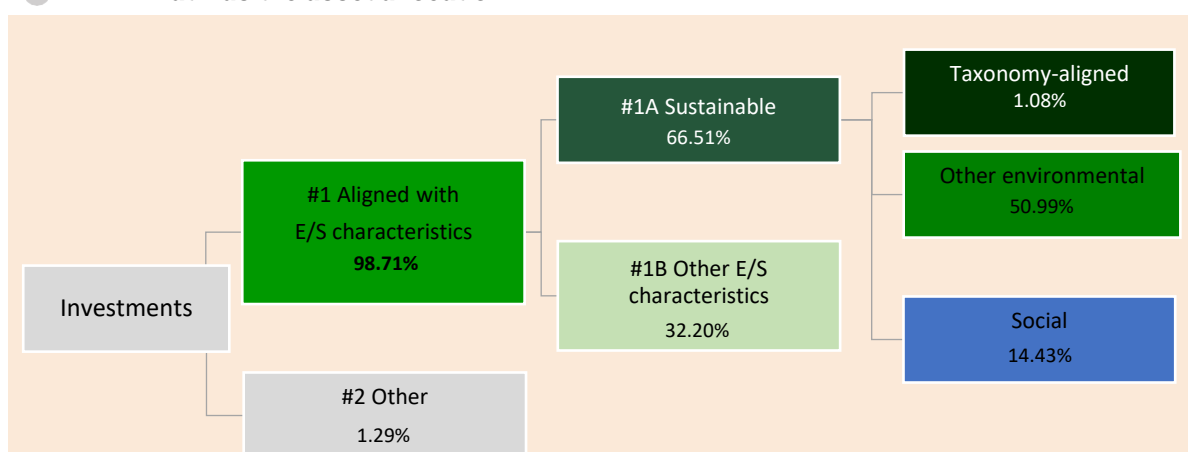 Taxonomy-aligned
1.08%
#1A Sustainable
66.51%
Other environmental
50.99%
#1 Aligned with
E/S characteristics
98.71%
#1B Other E/S
characteristics
32.20%
Investments
Social
14.43%
#2 Other
1.29%